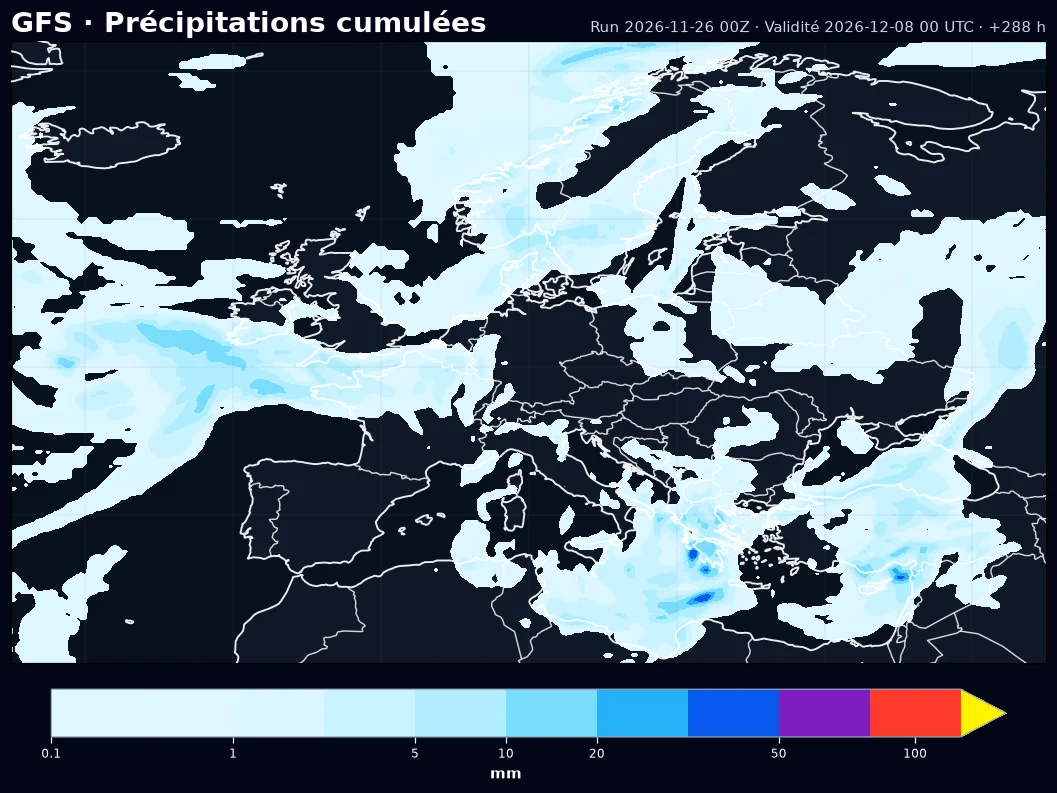 GFS · Précipitations cumulées
Run 2026-11-26 00Z · Validité 2026-12-08 00 UTC · +288 h
0.1 1 5 10 20 50 100
mm